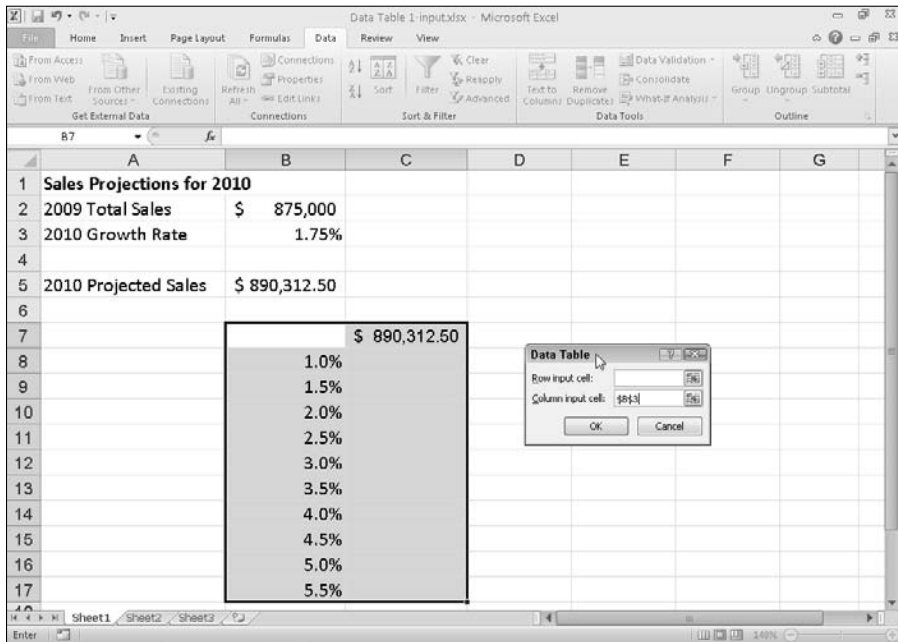 Data Table 1-input.xlsx - Microsoft Excel
File Home Insert Page Layout Formulas Data Review View
From Access
From Web
From Text
From Other Sources
Existing Connections
Get External Data
Refresh All
Connections
Properties
Edit Links
Connections
Sort
Filter
Clear
Reapply
Advanced
Sort & Filter
Text to Columns
Remove Duplicates
Data Validation
Consolidate
What-If Analysis
Data Tools
Group
Ungroup
Subtotal
Outline
B7 fx
A B C D E F G
1 Sales Projections for 2010
2 2009 Total Sales $ 875,000
3 2010 Growth Rate 1.75%
4
5 2010 Projected Sales $ 890,312.50
6
7 $ 890,312.50
8 1.0%
9 1.5%
10 2.0%
11 2.5%
12 3.0%
13 3.5%
14 4.0%
15 4.5%
16 5.0%
17 5.5%
Data Table
Row input cell:
Column input cell: $B$3
OK Cancel
Sheet1 Sheet2 Sheet3
Enter 140%